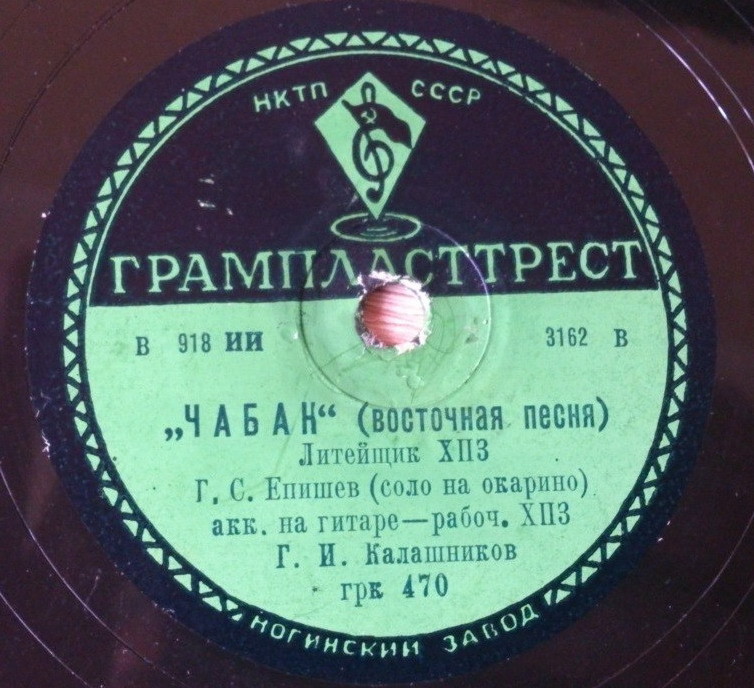 НКТП СССР
ГРАМПЛАСТТРЕСТ
В 918 ИИ 3162 В
„ЧАБАН“ (восточная песня)
Литейщик ХПЗ
Г. С. Епишев (соло на окарино)
акк. на гитаре—рабоч. ХПЗ
Г. И. Калашников
грк 470
НОГИНСКИЙ ЗАВОД